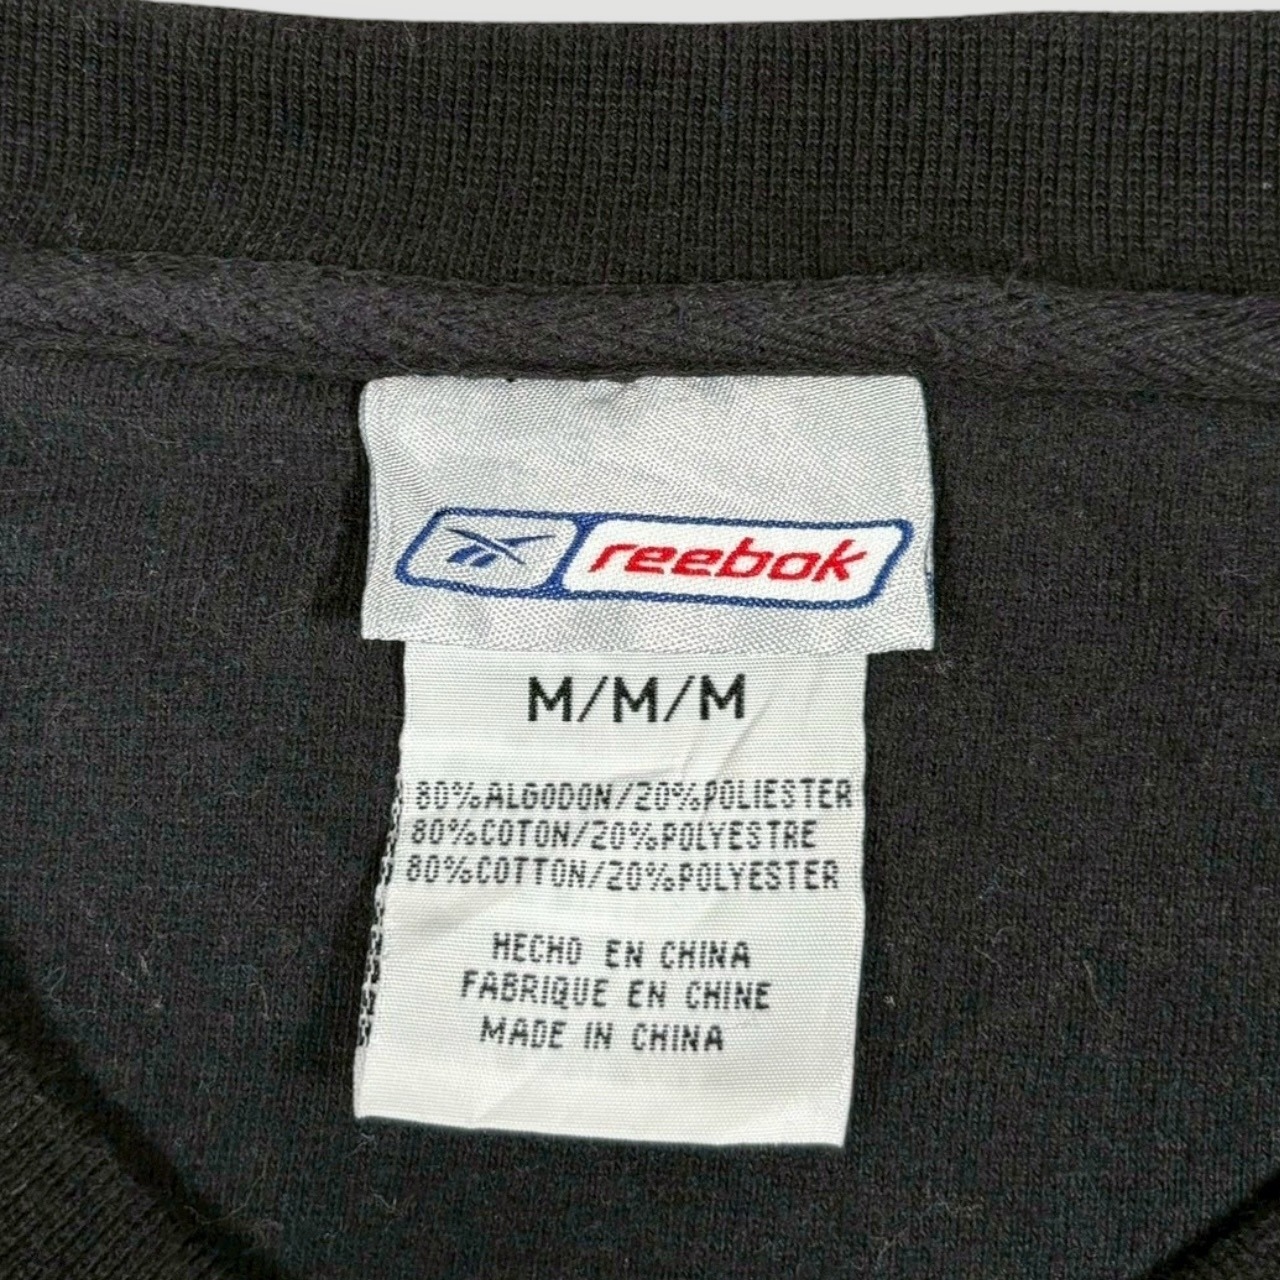 reebok
M/M/M
80%ALGODON/20%POLIESTER
80%COTON/20%POLYESTRE
80%COTTON/20%POLYESTER
HECHO EN CHINA
FABRIQUE EN CHINE
MADE IN CHINA